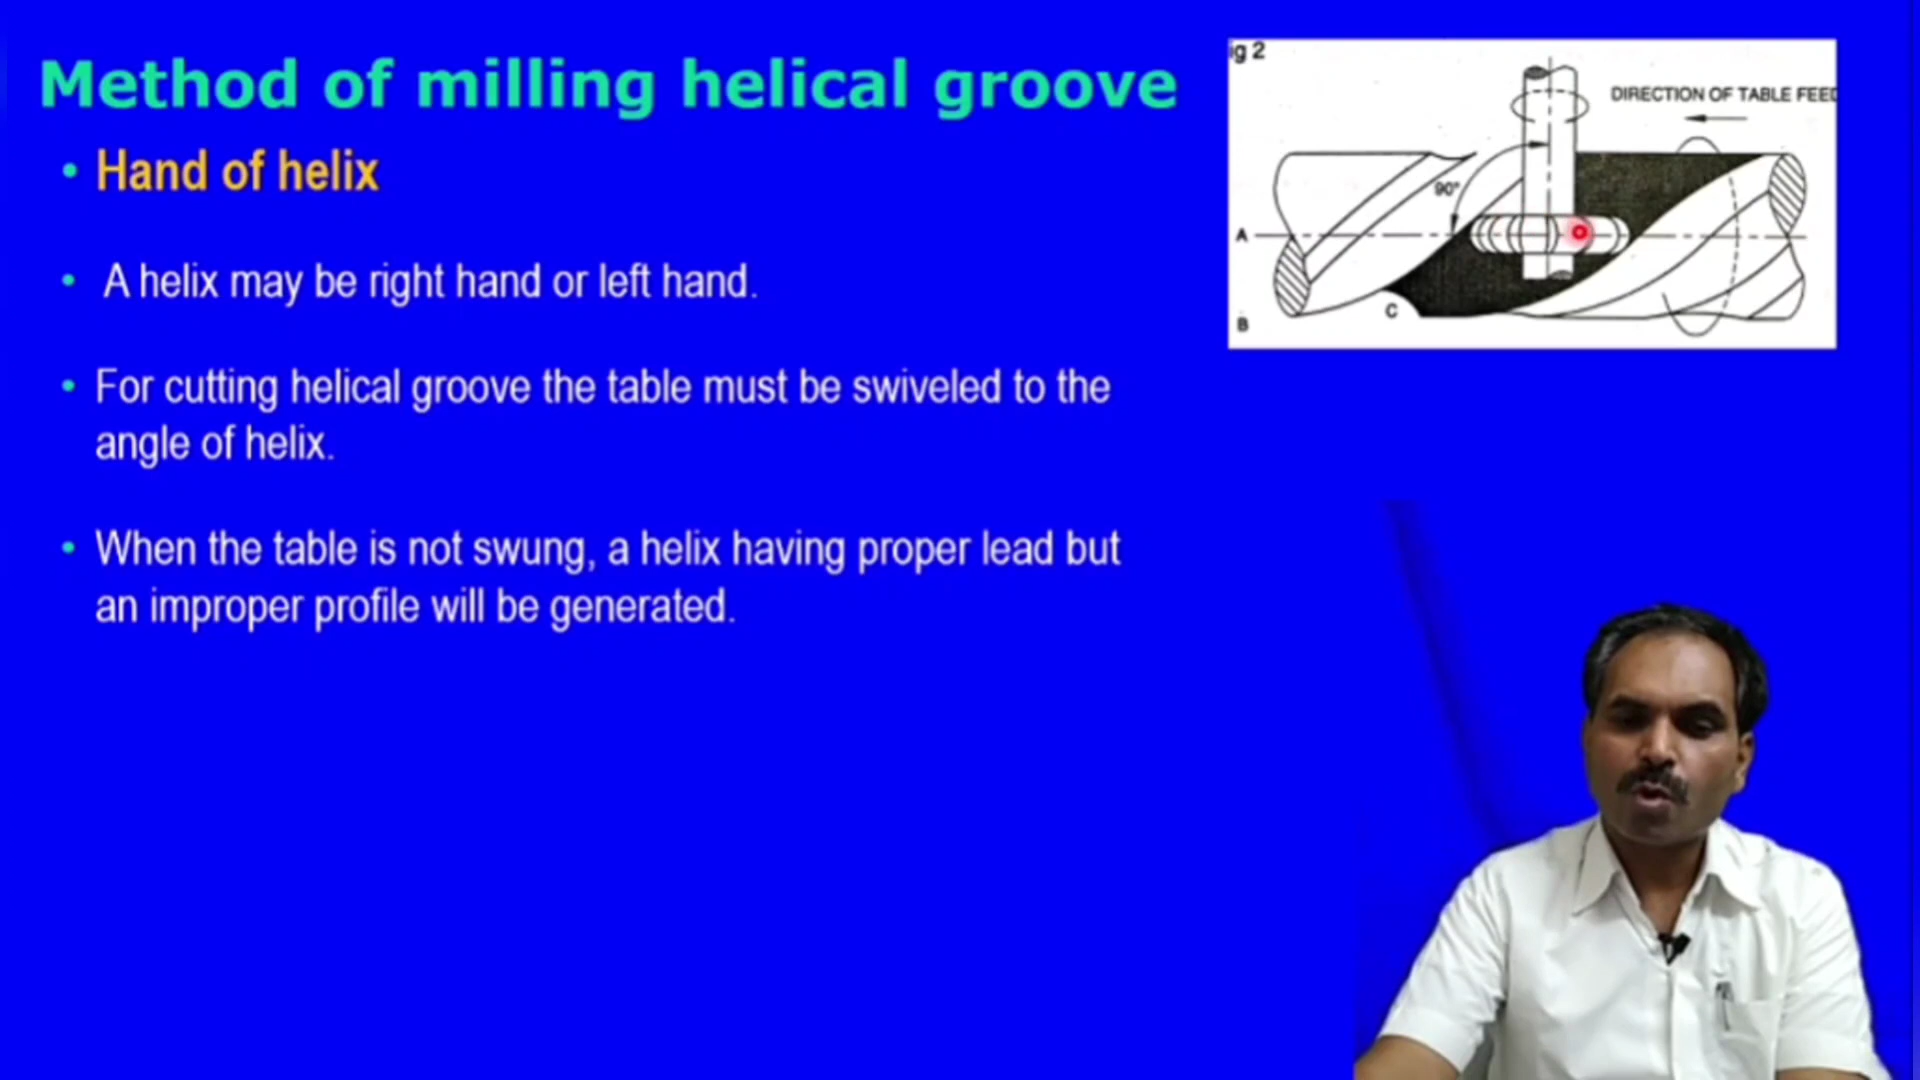 Method of milling helical groove
• Hand of helix
• A helix may be right hand or left hand.
• For cutting helical groove the table must be swiveled to the
angle of helix.
• When the table is not swung, a helix having proper lead but
an improper profile will be generated.
ig 2
DIRECTION OF TABLE FEED
90°
A
B
C